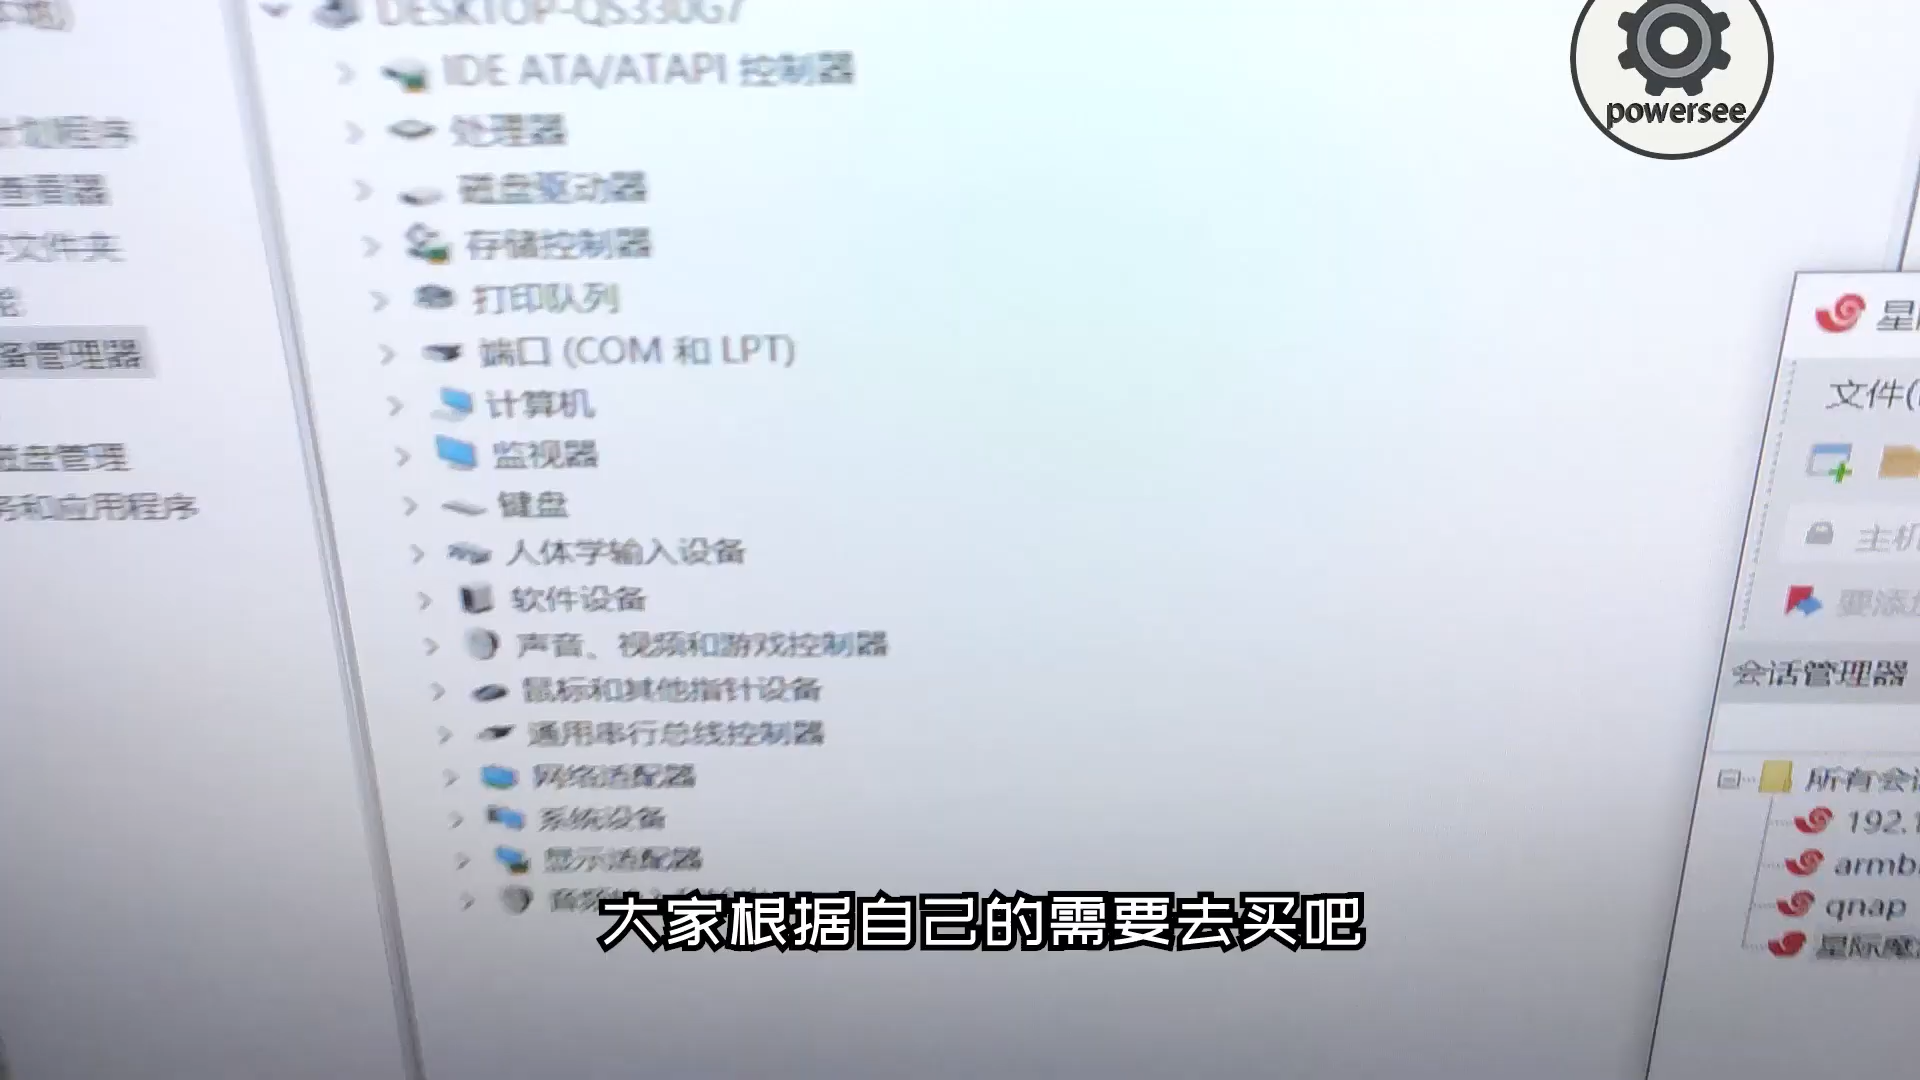 DESKTOP-QS330G7
IDE ATA/ATAPI 控制器
处理器
磁盘驱动器
存储控制器
打印队列
端口 (COM 和 LPT)
计算机
监视器
键盘
人体学输入设备
软件设备
声音、视频和游戏控制器
鼠标和其他指针设备
通用串行总线控制器
网络适配器
系统设备
显示适配器
计划程序
查看器
文件夹
备管理器
磁盘管理
务和应用程序
powersee
星
文件(
主机
要添
会话管理器
所有会
192.1
armb
qnap
星际
大家根据自己的需要去买吧